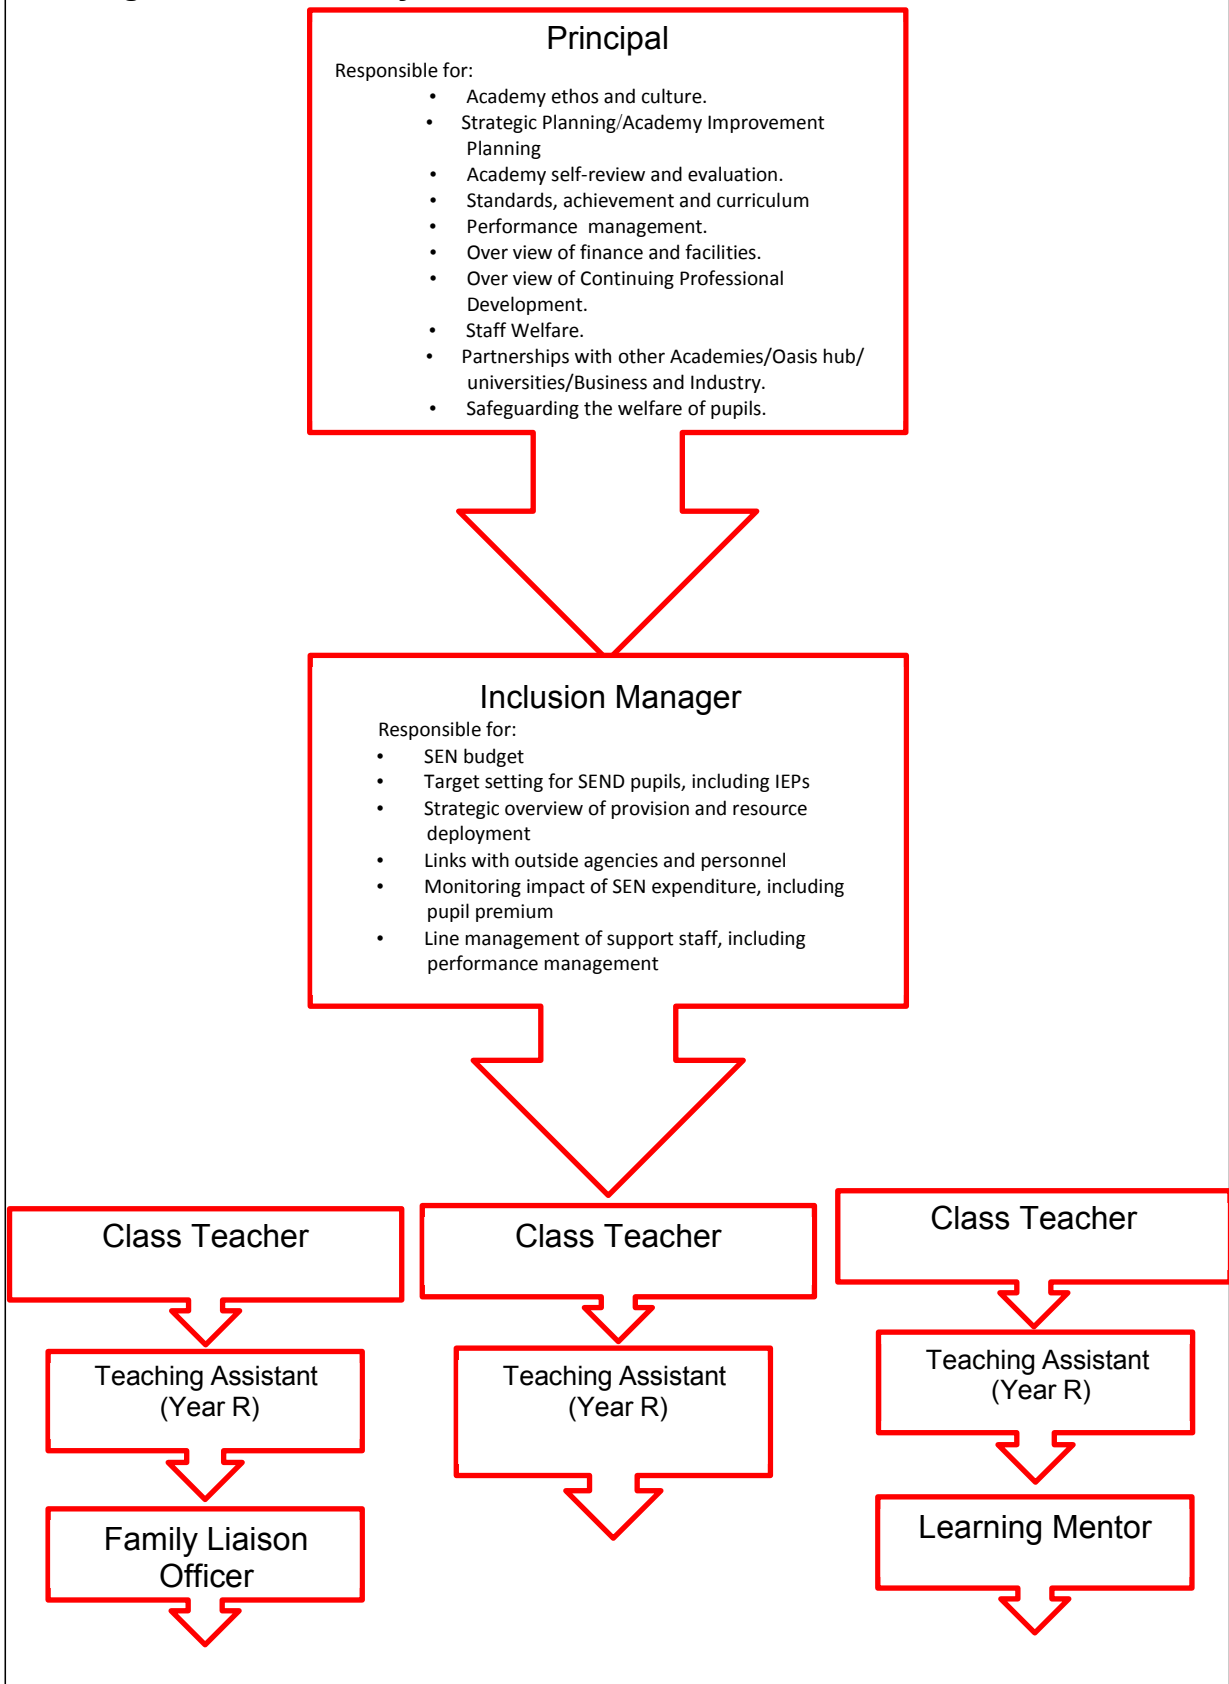 Principal
Responsible for:
• Academy ethos and culture.
• Strategic Planning/Academy Improvement
Planning
• Academy self-review and evaluation.
• Standards, achievement and curriculum
• Performance management.
• Over view of finance and facilities.
• Over view of Continuing Professional
Development.
• Staff Welfare.
• Partnerships with other Academies/Oasis hub/
universities/Business and Industry.
• Safeguarding the welfare of pupils.
Inclusion Manager
Responsible for:
• SEN budget
• Target setting for SEND pupils, including IEPs
• Strategic overview of provision and resource
deployment
• Links with outside agencies and personnel
• Monitoring impact of SEN expenditure, including
pupil premium
• Line management of support staff, including
performance management
Class Teacher
Teaching Assistant
(Year R)
Family Liaison
Officer
Class Teacher
Teaching Assistant
(Year R)
Class Teacher
Teaching Assistant
(Year R)
Learning Mentor